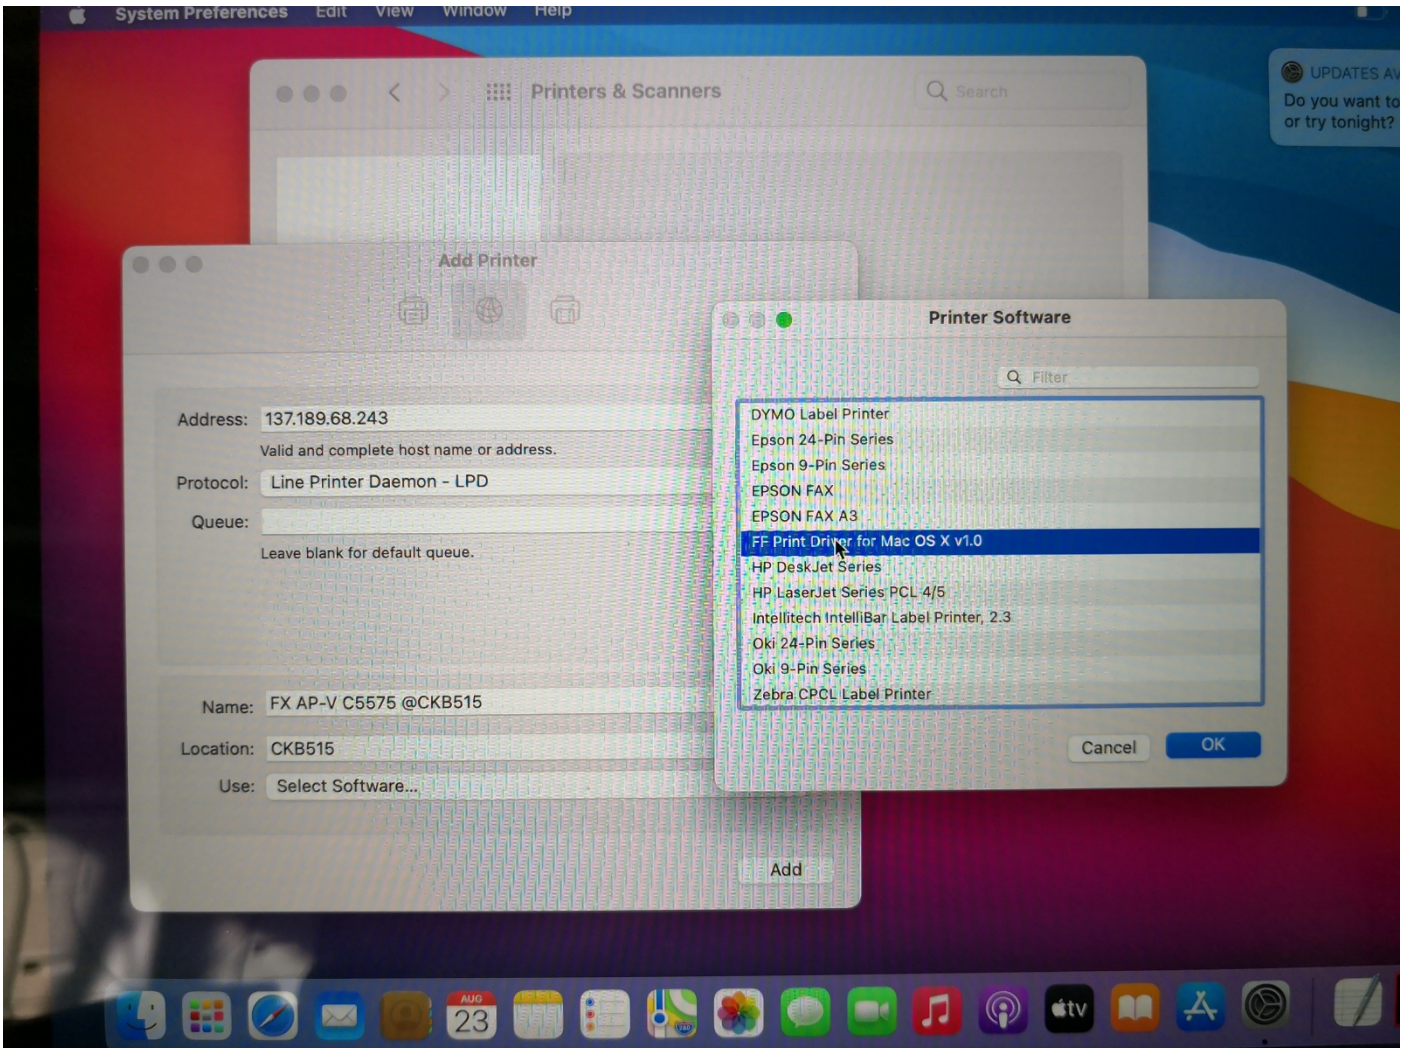 System Preferences Edit View Window Help
Printers & Scanners
Search
UPDATES AV
Do you want to
or try tonight?
Add Printer
Address: 137.189.68.243
Valid and complete host name or address.
Protocol: Line Printer Daemon - LPD
Queue:
Leave blank for default queue.
Name: FX AP-V C5575 @CKB515
Location: CKB515
Use: Select Software...
Add
Printer Software
Filter
DYMO Label Printer
Epson 24-Pin Series
Epson 9-Pin Series
EPSON FAX
EPSON FAX A3
FF Print Driver for Mac OS X v1.0
HP DeskJet Series
HP LaserJet Series PCL 4/5
Intellitech IntelliBar Label Printer, 2.3
Oki 24-Pin Series
Oki 9-Pin Series
Zebra CPCL Label Printer
Cancel OK
AUG
23
tv